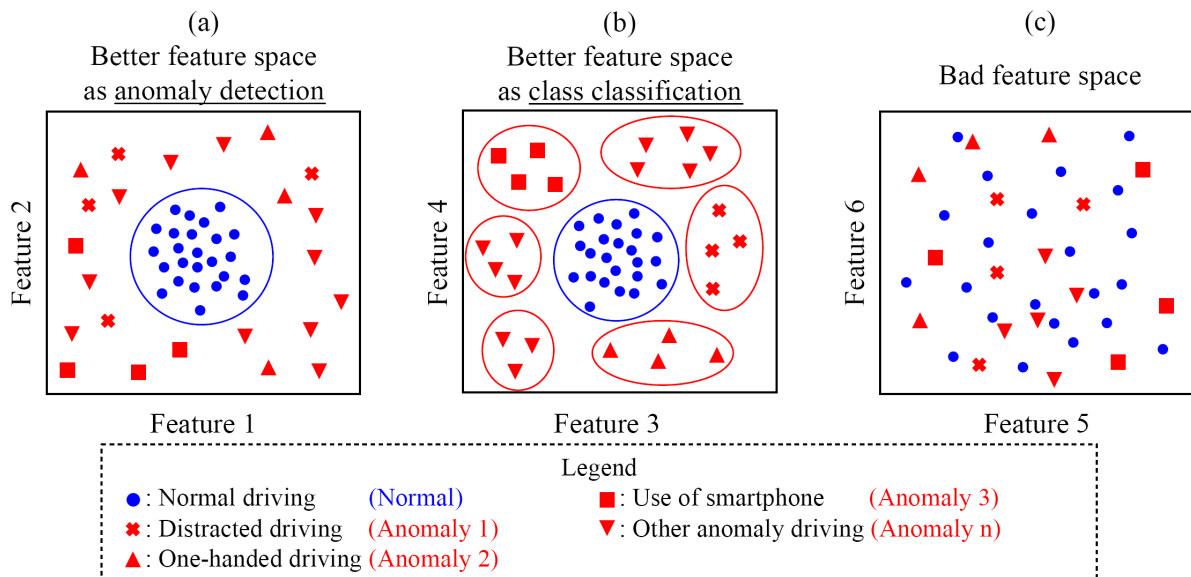 (a)
Better feature space
as anomaly detection
(b)
Better feature space
as class classification
(c)
Bad feature space
Feature 2
Feature 1
Feature 4
Feature 3
Feature 6
Feature 5
Legend
: Normal driving (Normal)
: Distracted driving (Anomaly 1)
: One-handed driving (Anomaly 2)
: Use of smartphone (Anomaly 3)
: Other anomaly driving (Anomaly n)